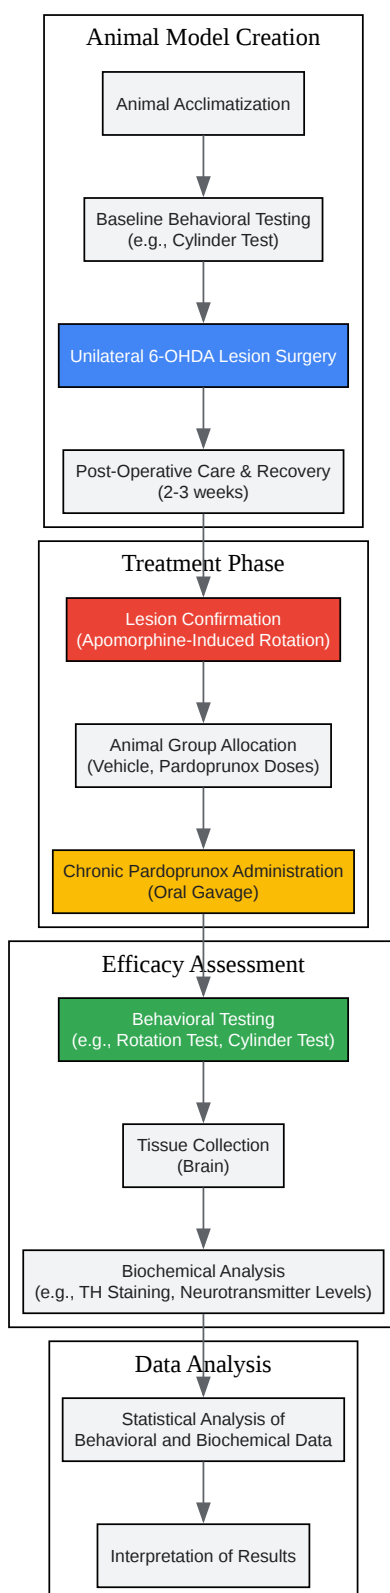 Animal Model Creation
Animal Acclimatization
Baseline Behavioral Testing
(e.g., Cylinder Test)
Unilateral 6-OHDA Lesion Surgery
Post-Operative Care & Recovery
(2-3 weeks)
Treatment Phase
Lesion Confirmation
(Apomorphine-Induced Rotation)
Animal Group Allocation
(Vehicle, Pardoprunox Doses)
Chronic Pardoprunox Administration
(Oral Gavage)
Efficacy Assessment
Behavioral Testing
(e.g., Rotation Test, Cylinder Test)
Tissue Collection
(Brain)
Biochemical Analysis
(e.g., TH Staining, Neurotransmitter Levels)
Data Analysis
Statistical Analysis of
Behavioral and Biochemical Data
Interpretation of Results